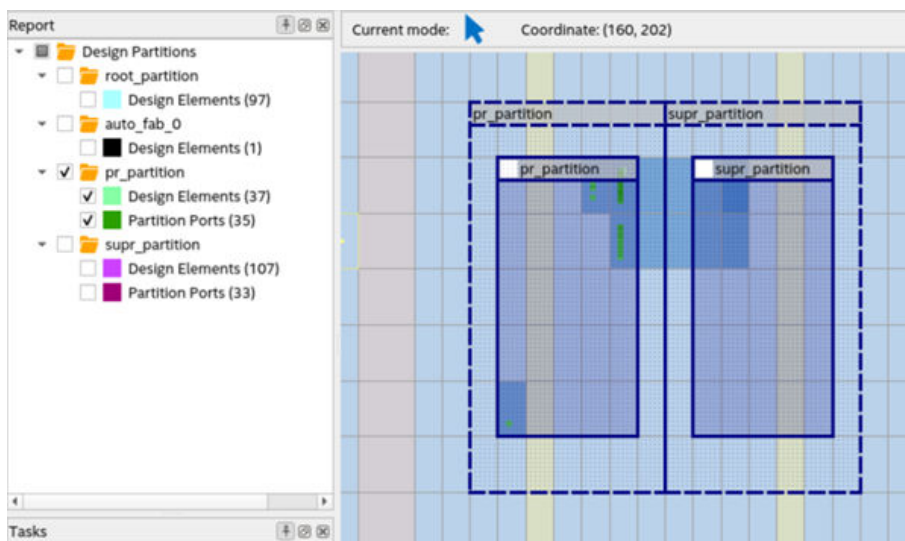 Report
Design Partitions
root_partition
Design Elements (97)
auto_fab_0
Design Elements (1)
pr_partition
Design Elements (37)
Partition Ports (35)
supr_partition
Design Elements (107)
Partition Ports (33)
Tasks
Current mode:
Coordinate: (160, 202)
pr_partition
supr_partition
pr_partition
supr_partition